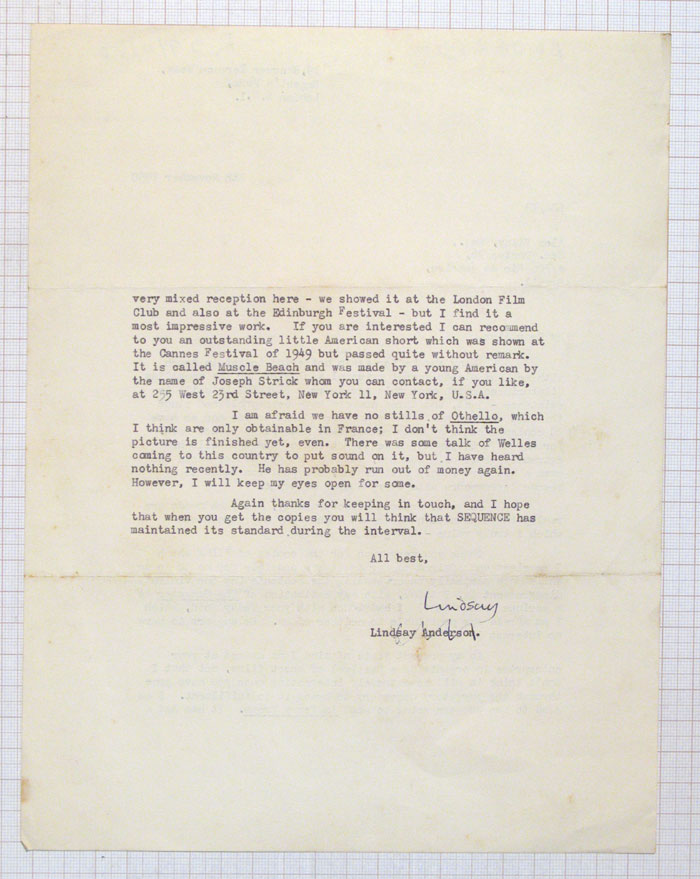 very mixed reception here - we showed it at the London Film
Club and also at the Edinburgh Festival - but I find it a
most impressive work. If you are interested I can recommend
to you an outstanding little American short which was shown at
the Cannes Festival of 1949 but passed quite without remark.
It is called Muscle Beach and was made by a young American by
the name of Joseph Strick whom you can contact, if you like,
at West 23rd Street, New York 11, New York, U.S.A.
I am afraid we have no stills of Othello, which
I think are only obtainable in France; I don't think the
picture is finished yet, even. There was some talk of Welles
coming to this country to put sound on it, but I have heard
nothing recently. He has probably run out of money again.
However, I will keep my eyes open for some.
Again thanks for keeping in touch, and I hope
that when you get the copies you will think that SEQUENCE has
maintained its standard during the interval.
All best,
Lindsay
Lindsay Anderson.